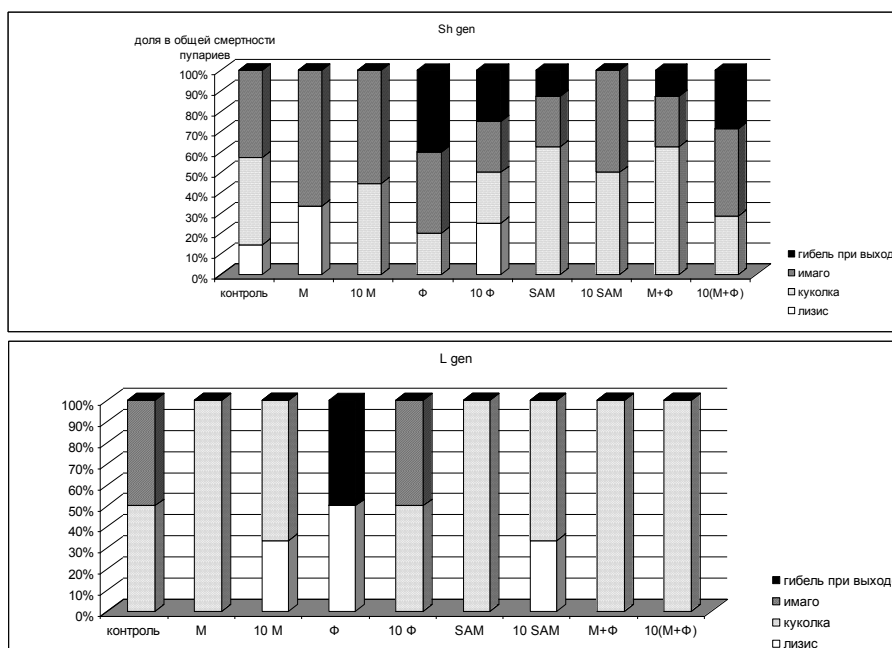 Sh gen
доля в общей смертности
пупариев
100%
90%
80%
70%
60%
50%
40%
30%
20%
10%
0%
контроль М 10 М Ф 10 Ф SAM 10 SAM М+Ф 10(М+Ф)
гибель при выход
имаго
куколка
лизис
L gen
100%
90%
80%
70%
60%
50%
40%
30%
20%
10%
0%
контроль М 10 М Ф 10 Ф SAM 10 SAM М+Ф 10(М+Ф)
гибель при выход
имаго
куколка
лизис